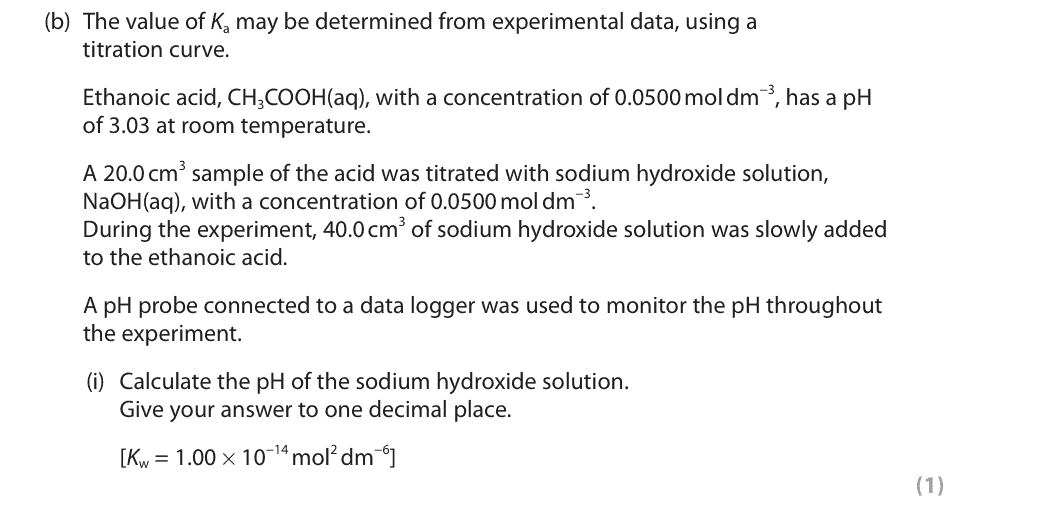 (b) The value of Kₐ may be determined from experimental data, using a
titration curve.
Ethanoic acid, CH₃COOH(aq), with a concentration of 0.0500 mol dm⁻³, has a pH
of 3.03 at room temperature.
A 20.0 cm³ sample of the acid was titrated with sodium hydroxide solution,
NaOH(aq), with a concentration of 0.0500 mol dm⁻³.
During the experiment, 40.0 cm³ of sodium hydroxide solution was slowly added
to the ethanoic acid.
A pH probe connected to a data logger was used to monitor the pH throughout
the experiment.
(i) Calculate the pH of the sodium hydroxide solution.
Give your answer to one decimal place.
[K_w = 1.00 × 10⁻¹⁴ mol² dm⁻⁶]
(1)